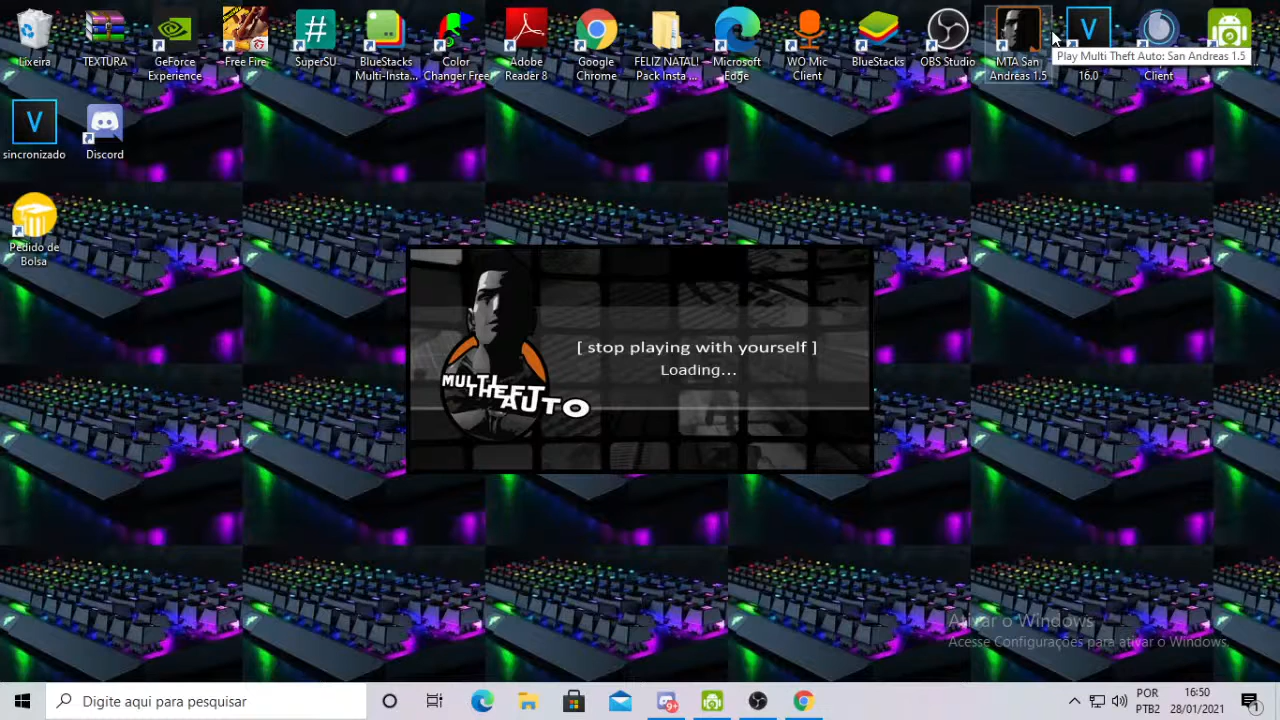 Lixeira
TEXTURA
GeForce
Experience
Free Fire
SuperSU
PlayeStacks
Multi-Insta...
Color
Changer Free
Adobe
Reader 8
Google
Chrome
FELIZ NATAL!
Pack Insta ...
Microsoft
Edge
WO Mic
Client
BlueStacks
OBS Studio
MTA San
Andreas 1.5
Play Multi Theft Auto: San Andreas 1.5
16.0
Client
sincronizado
Discord
Pedido de
Bolsa
MULTI
THEFT
AUTO
[ stop playing with yourself ]
Loading...
Ativar o Windows
Acesse Configurações para ativar o Windows.
Digite aqui para pesquisar
9+
POR
PTB2
16:50
28/01/2021
1